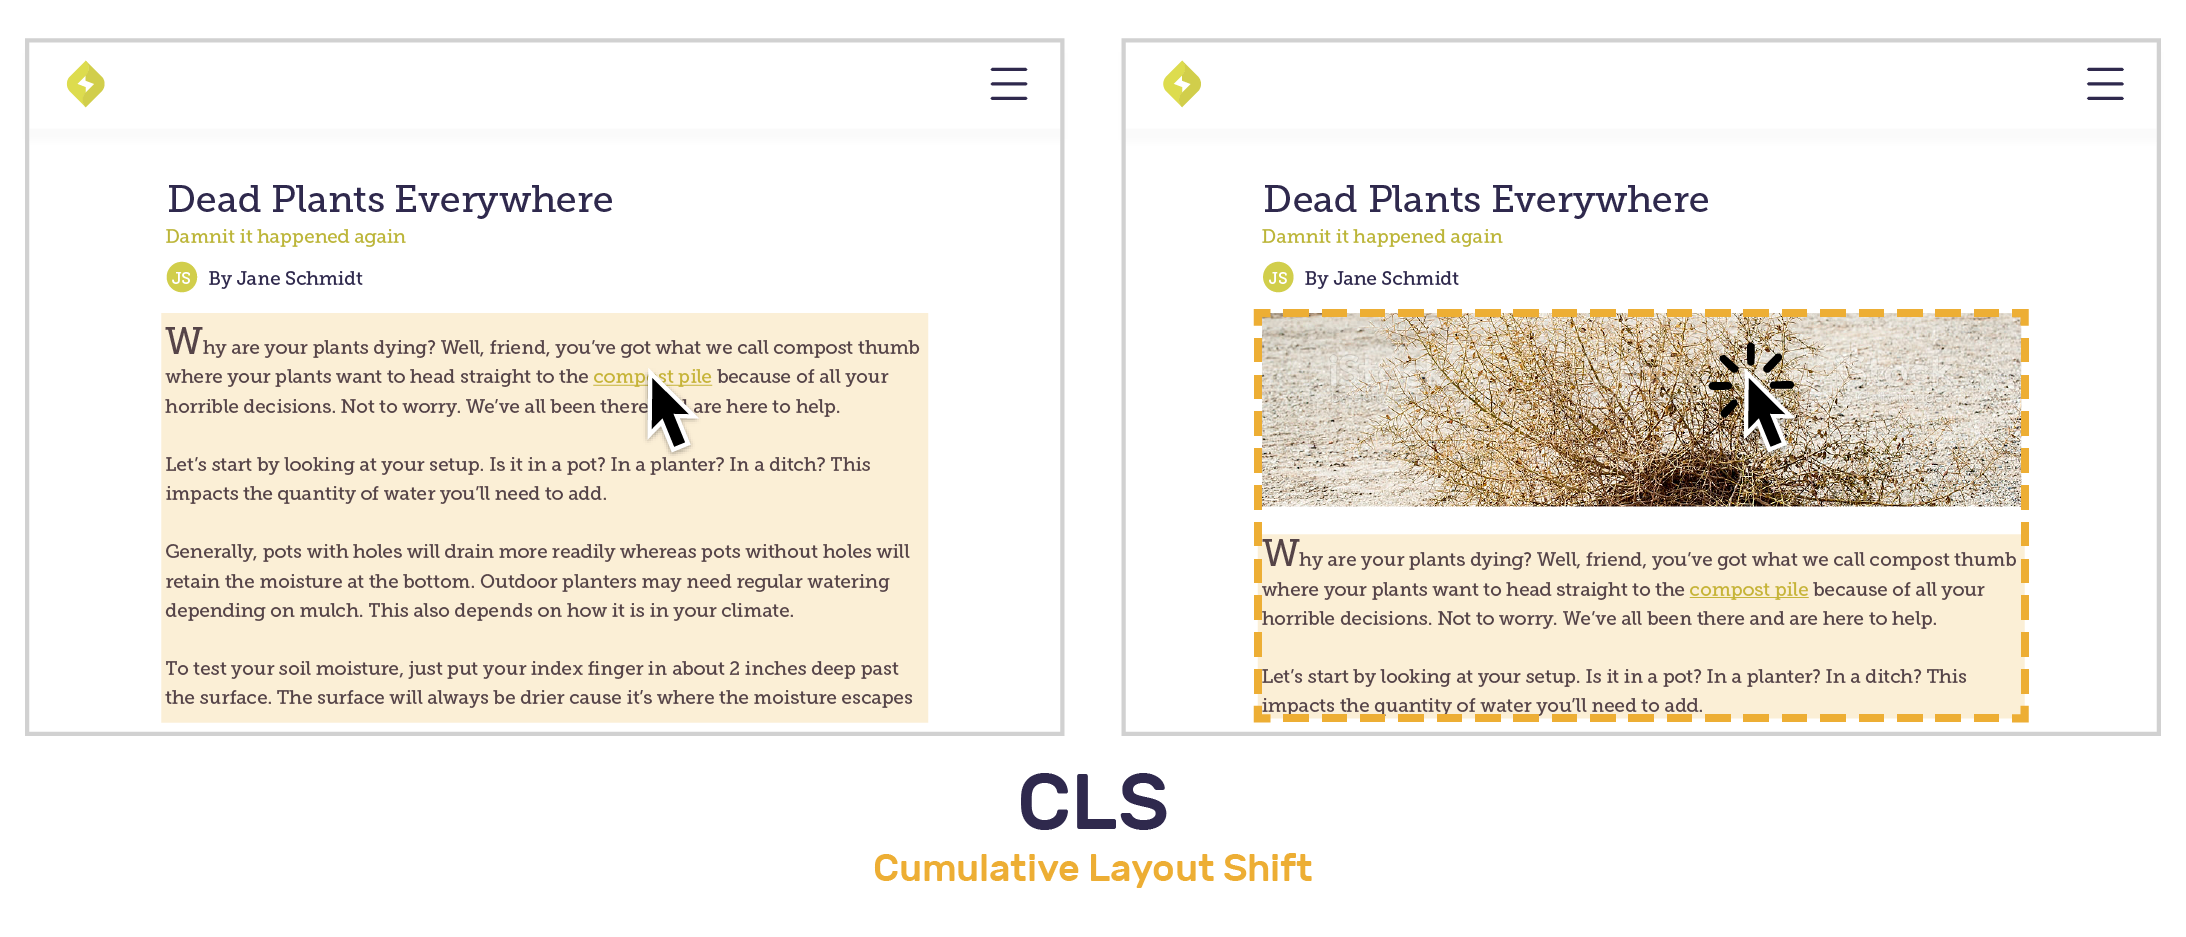 Dead Plants Everywhere
Damnit it happened again
JS By Jane Schmidt
Why are your plants dying? Well, friend, you’ve got what we call compost thumb
where your plants want to head straight to the compost pile because of all your
horrible decisions. Not to worry. We’ve all been there are here to help.
Let’s start by looking at your setup. Is it in a pot? In a planter? In a ditch? This
impacts the quantity of water you’ll need to add.
Generally, pots with holes will drain more readily whereas pots without holes will
retain the moisture at the bottom. Outdoor planters may need regular watering
depending on mulch. This also depends on how it is in your climate.
To test your soil moisture, just put your index finger in about 2 inches deep past
the surface. The surface will always be drier cause it’s where the moisture escapes
Dead Plants Everywhere
Damnit it happened again
JS By Jane Schmidt
Why are your plants dying? Well, friend, you’ve got what we call compost thumb
where your plants want to head straight to the compost pile because of all your
horrible decisions. Not to worry. We’ve all been there and are here to help.
Let’s start by looking at your setup. Is it in a pot? In a planter? In a ditch? This
impacts the quantity of water you’ll need to add.
CLS
Cumulative Layout Shift